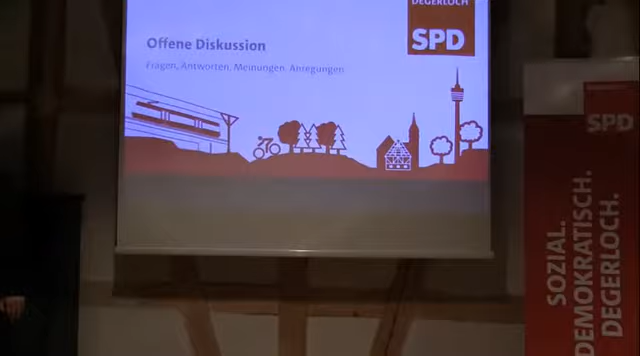 DEGERLOCH
SPD
Offene Diskussion
Fragen, Antworten, Meinungen, Anregungen
SPD
SOZIAL.
DEMOKRATISCH.
DEGERLOCH.